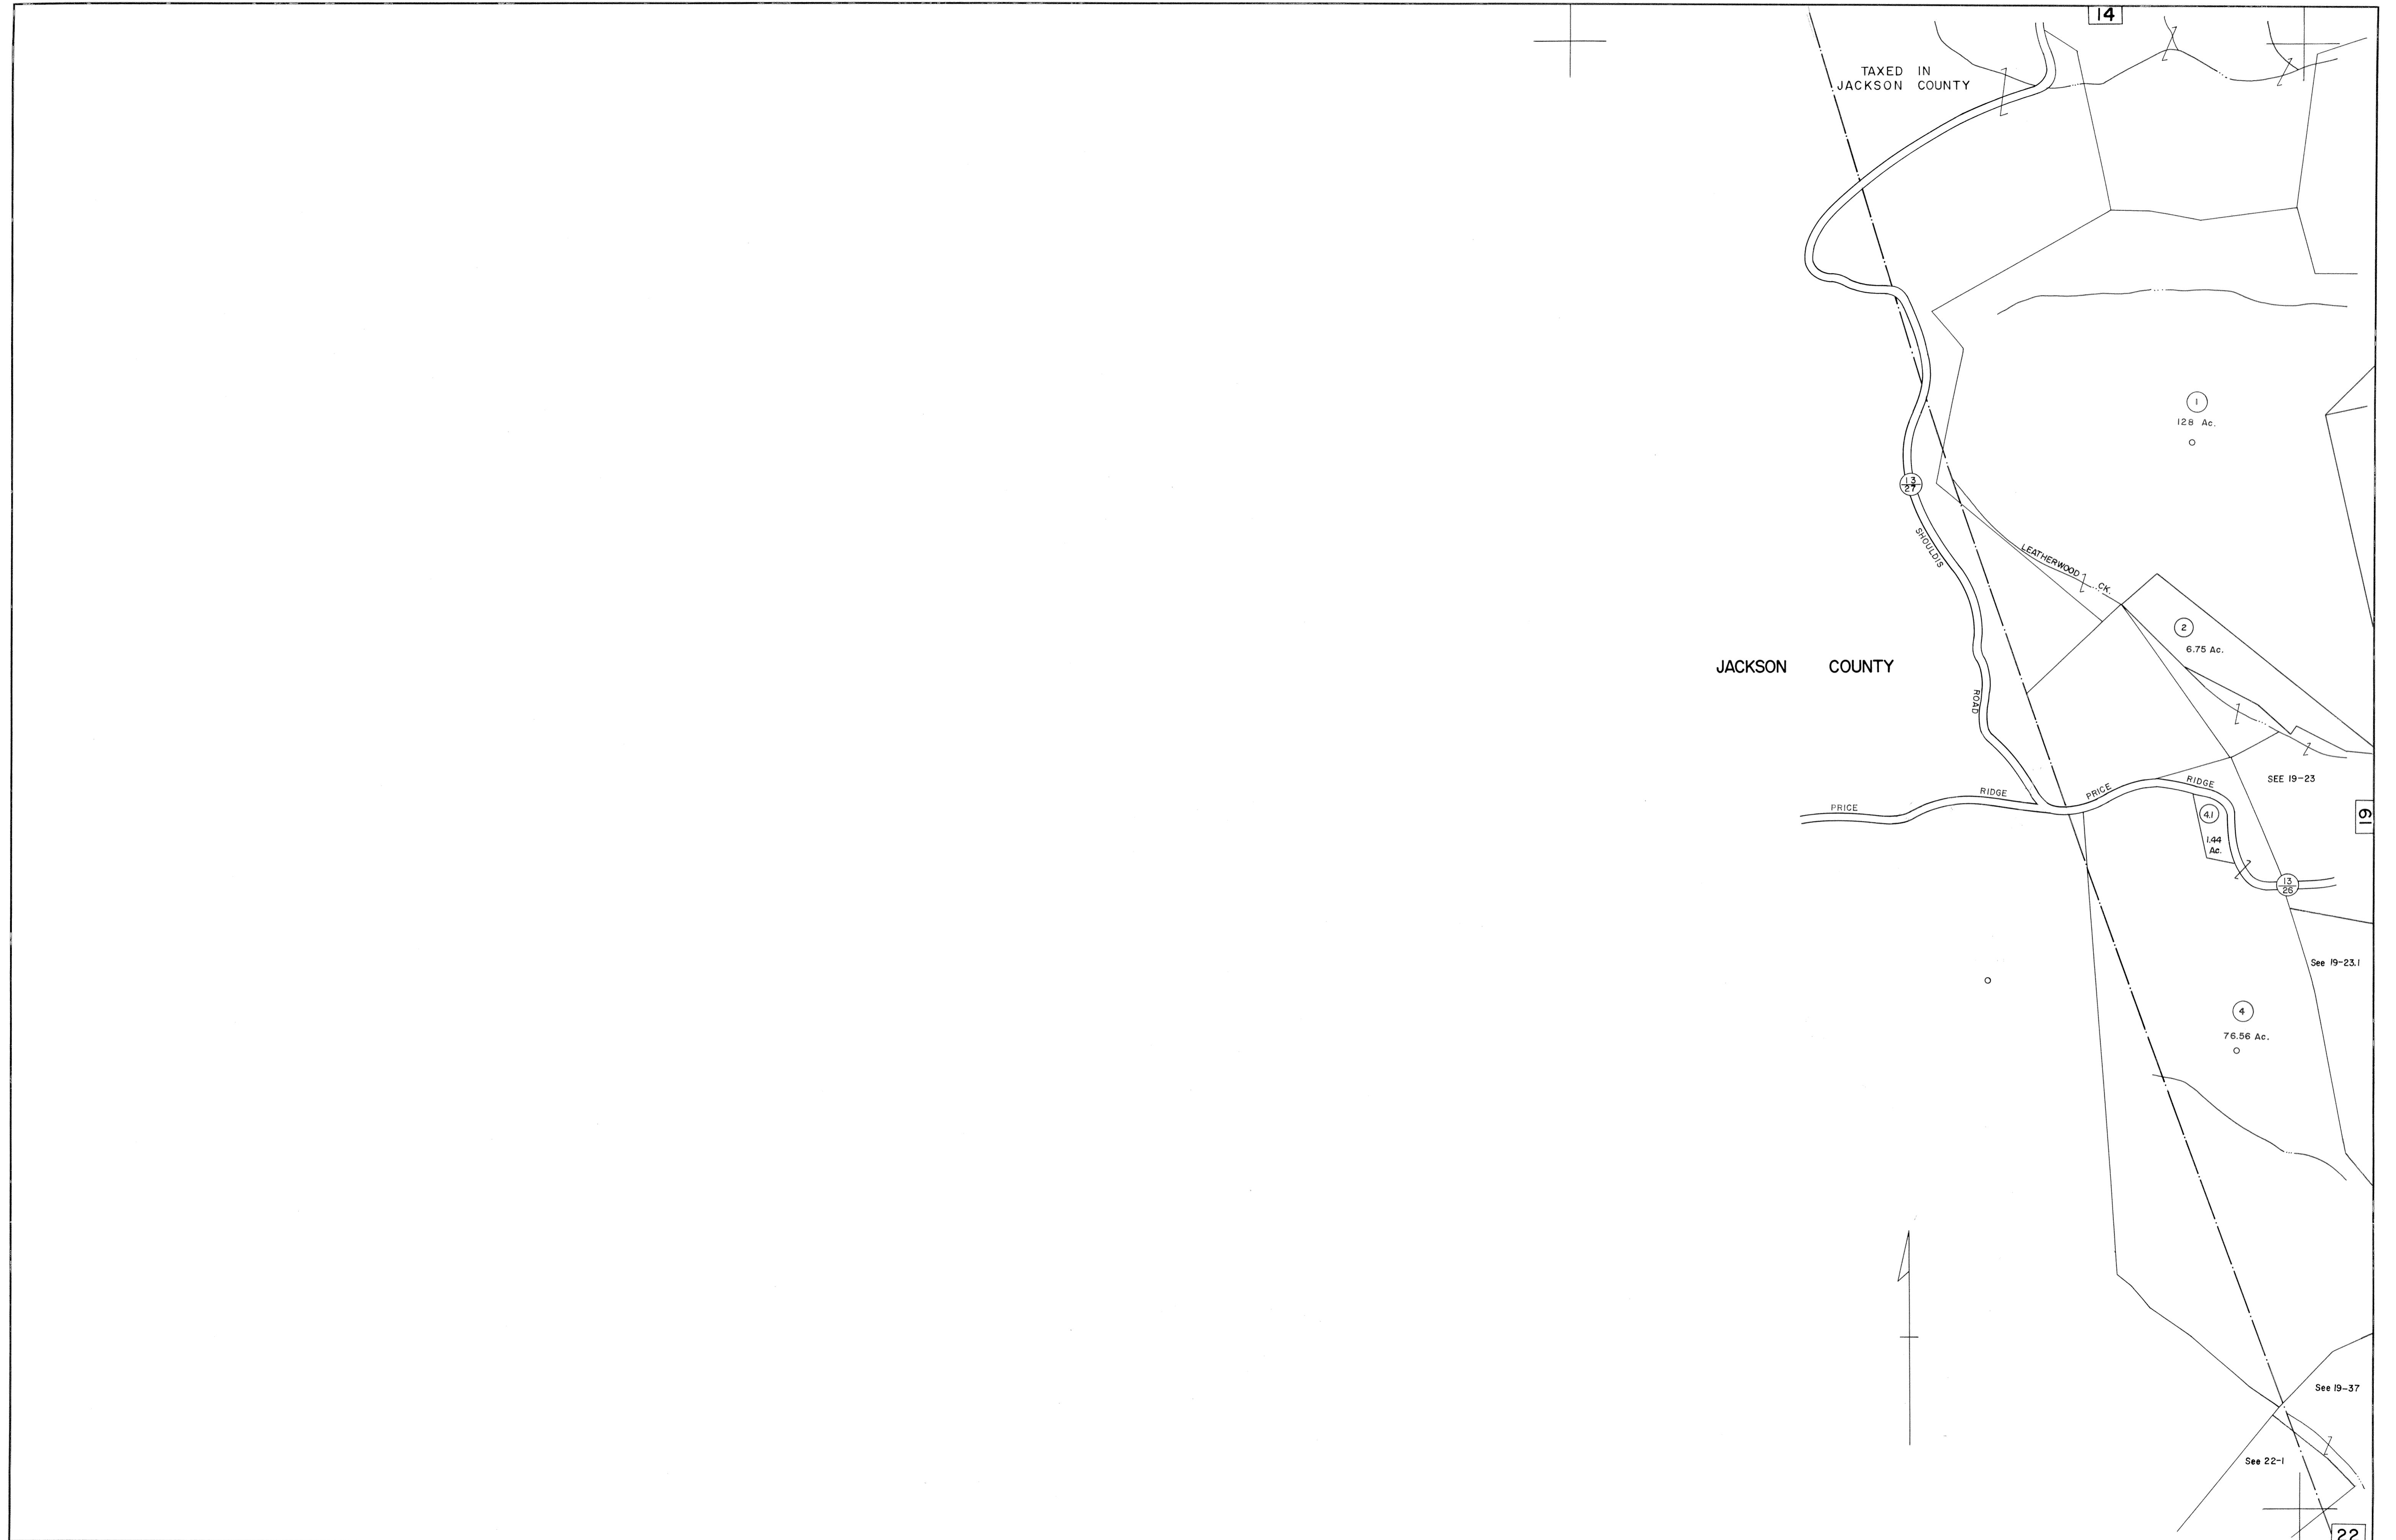 14
TAXED IN
JACKSON COUNTY
1
128 Ac.
13
27
SHOULDIS
LEATHERWOOD CK.
2
6.75 Ac.
JACKSON COUNTY
ROAD
SEE 19-23
PRICE
RIDGE
PRICE
RIDGE
4.1
1.44
Ac.
19
13
26
See 19-23.1
4
76.56 Ac.
See 19-37
See 22-1
22